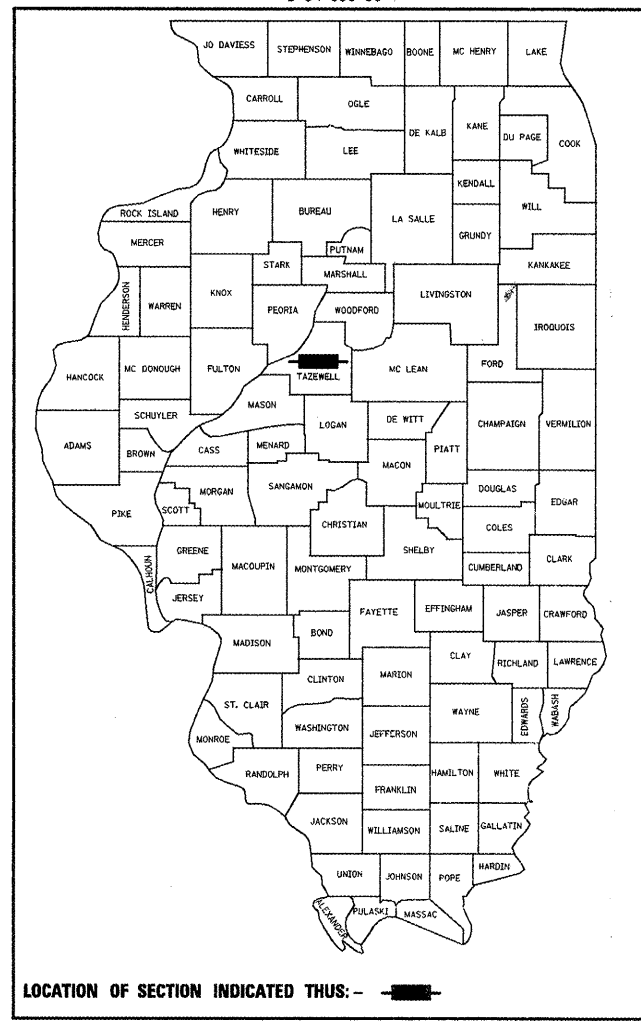 JO DAVIESS STEPHENSON WINNEBAGO BOONE MC HENRY LAKE
CARROLL OGLE DE KALB KANE DU PAGE COOK
WHITESIDE LEE
KENDALL WILL
ROCK ISLAND HENRY BUREAU LA SALLE GRUNDY
MERCER PUTNAM
STARK MARSHALL KANKAKEE
HENDERSON WARREN KNOX PEORIA WOODFORD LIVINGSTON IROQUOIS
HANCOCK MC DONOUGH FULTON TAZEWELL MC LEAN FORD
MASON
SCHUYLER LOGAN DE WITT CHAMPAIGN VERMILION
ADAMS BROWN CASS MENARD PIATT
MACON
MORGAN SANGAMON DOUGLAS EDGAR
PIKE SCOTT CHRISTIAN MOULTRIE
COLES
GREENE SHELBY
CALHOUN MACOUPIN MONTGOMERY CUMBERLAND CLARK
JERSEY
FAYETTE EFFINGHAM JASPER CRAWFORD
MADISON BOND
CLAY RICHLAND LAWRENCE
CLINTON MARION
ST. CLAIR WAYNE EDWARDS WABASH
WASHINGTON JEFFERSON
MONROE
RANDOLPH PERRY HAMILTON WHITE
FRANKLIN
JACKSON WILLIAMSON SALINE GALLATIN
UNION JOHNSON POPE HARDIN
ALEXANDER PULASKI MASSAC
LOCATION OF SECTION INDICATED THUS:-